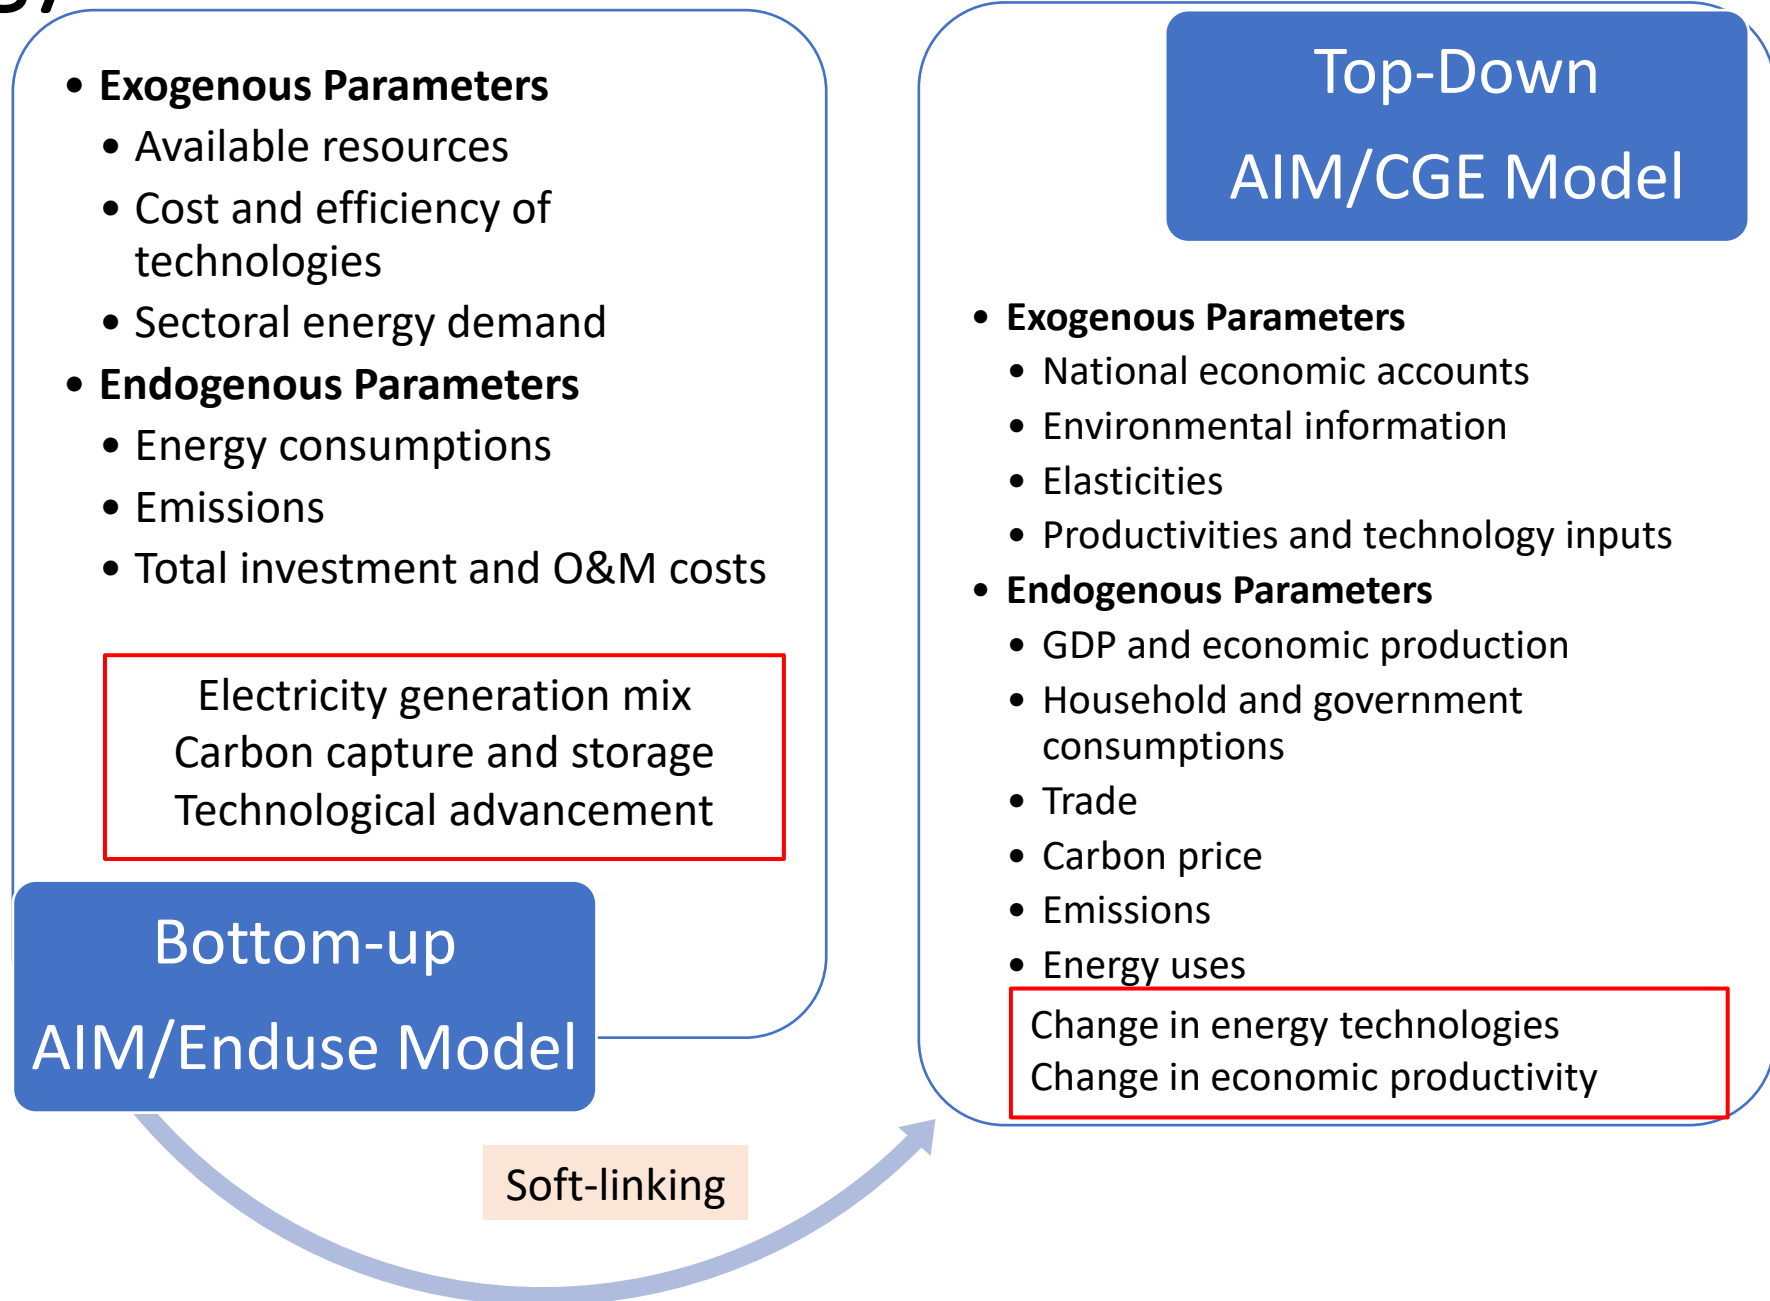 • Exogenous Parameters
• Available resources
• Cost and efficiency of
technologies
• Sectoral energy demand
• Endogenous Parameters
• Energy consumptions
• Emissions
• Total investment and O&M costs
Electricity generation mix
Carbon capture and storage
Technological advancement
Bottom-up
AIM/Enduse Model
Soft-linking
Top-Down
AIM/CGE Model
• Exogenous Parameters
• National economic accounts
• Environmental information
• Elasticities
• Productivities and technology inputs
• Endogenous Parameters
• GDP and economic production
• Household and government
consumptions
• Trade
• Carbon price
• Emissions
• Energy uses
Change in energy technologies
Change in economic productivity